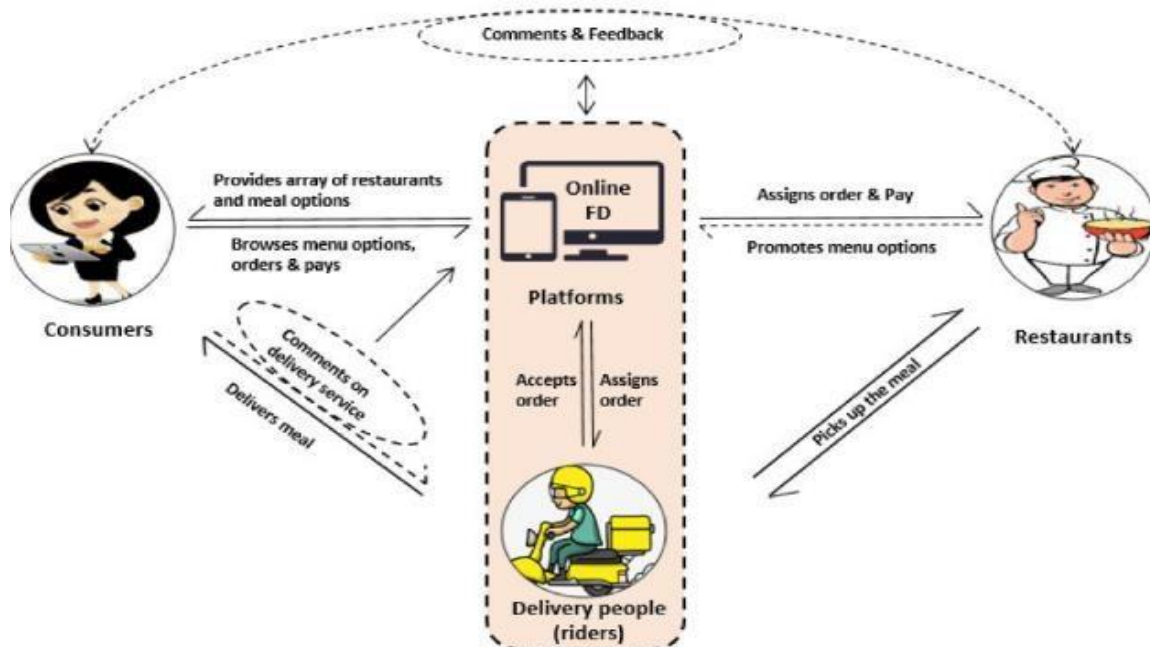 Comments & Feedback
Provides array of restaurants
and meal options
Browses menu options,
orders & pays
Online
FD
Platforms
Assigns order & Pay
Promotes menu options
Consumers
Restaurants
Comments on
delivery service
Delivers meal
Accepts
order
Assigns
order
Picks up the meal
Delivery people
(riders)